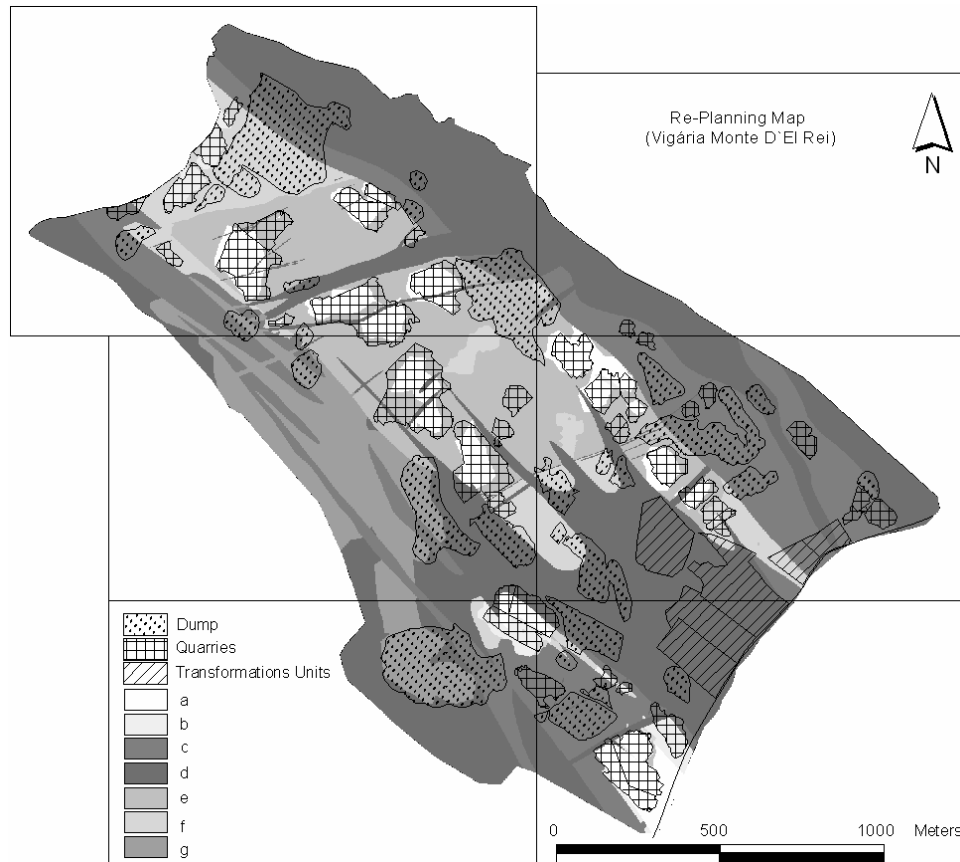 Re-Planning Map
(Vigária Monte D`El Rei)
N
Dump
Quarries
Transformations Units
a
b
c
d
e
f
g
0 500 1000 Meters